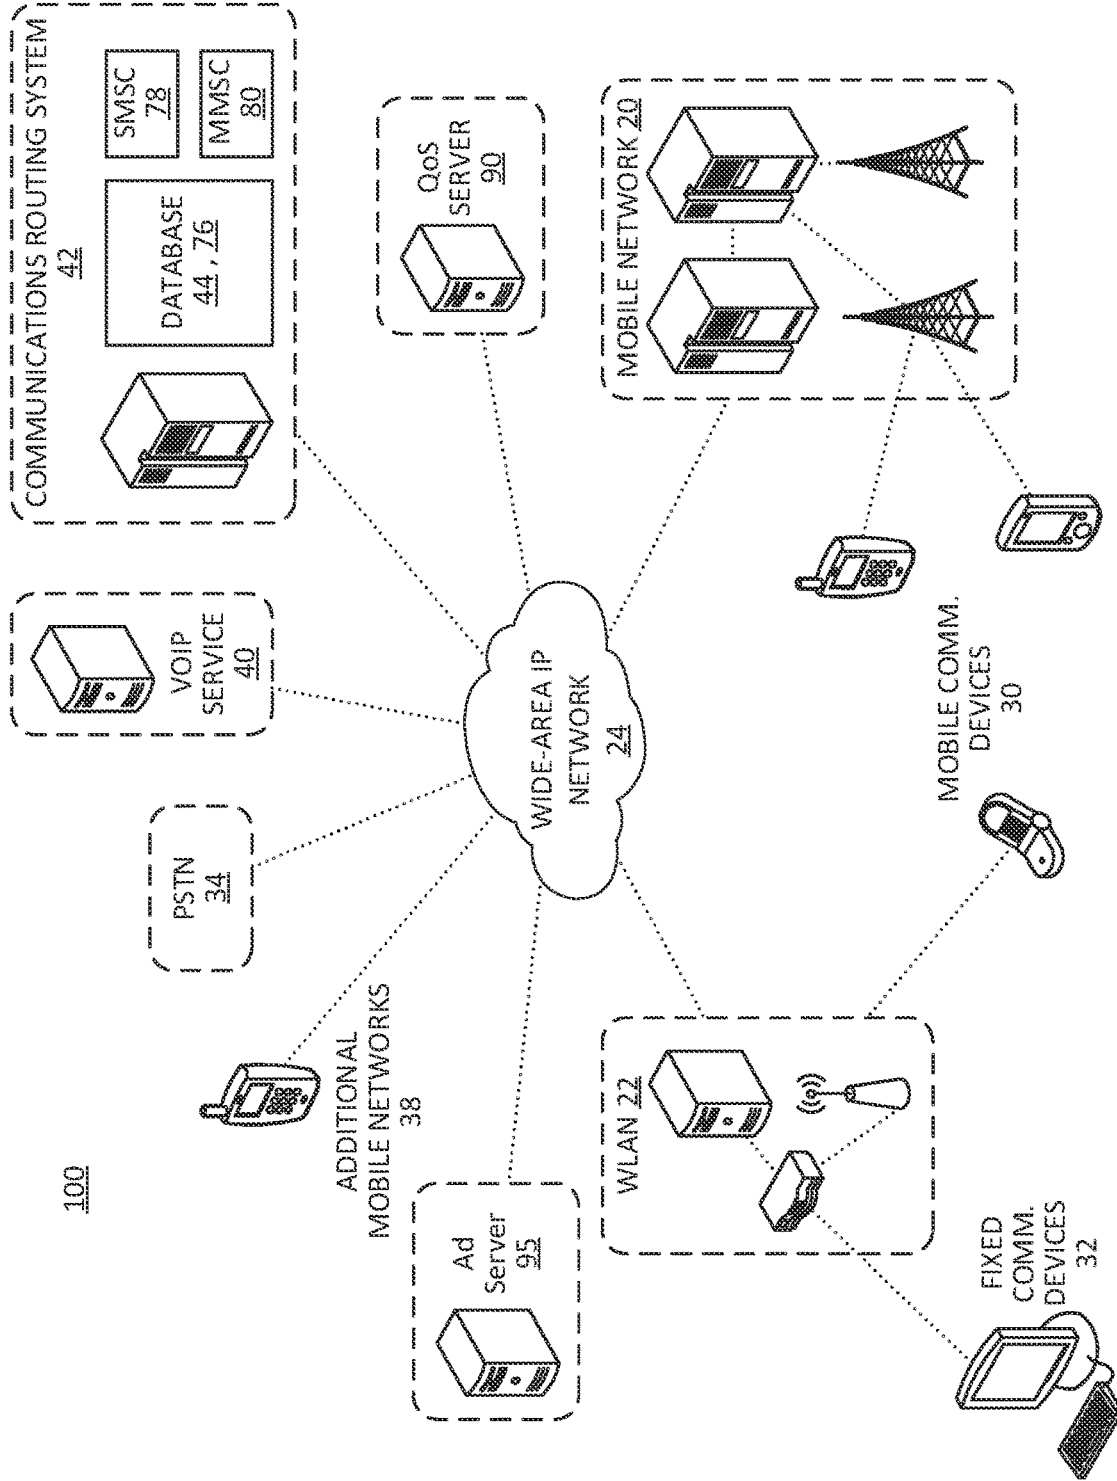 100
COMMUNICATIONS ROUTING SYSTEM
42
DATABASE
44, 76
SMSC
78
MMSC
80
VOIP
SERVICE
40
PSTN
34
ADDITIONAL
MOBILE NETWORKS
38
QoS
SERVER
90
Ad
Server
95
WIDE-AREA IP
NETWORK
24
MOBILE NETWORK 20
WLAN 22
MOBILE COMM.
DEVICES
30
FIXED
COMM.
DEVICES
32